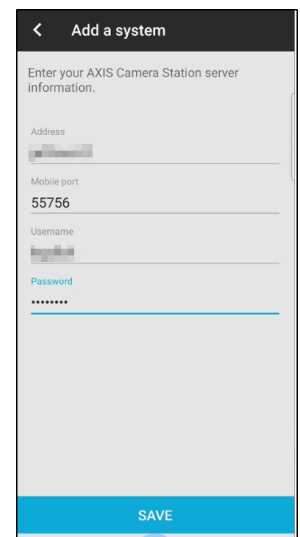 Add a system
Enter your AXIS Camera Station server
information.
Address
Mobile port
55756
Username
Password
••••••••
SAVE